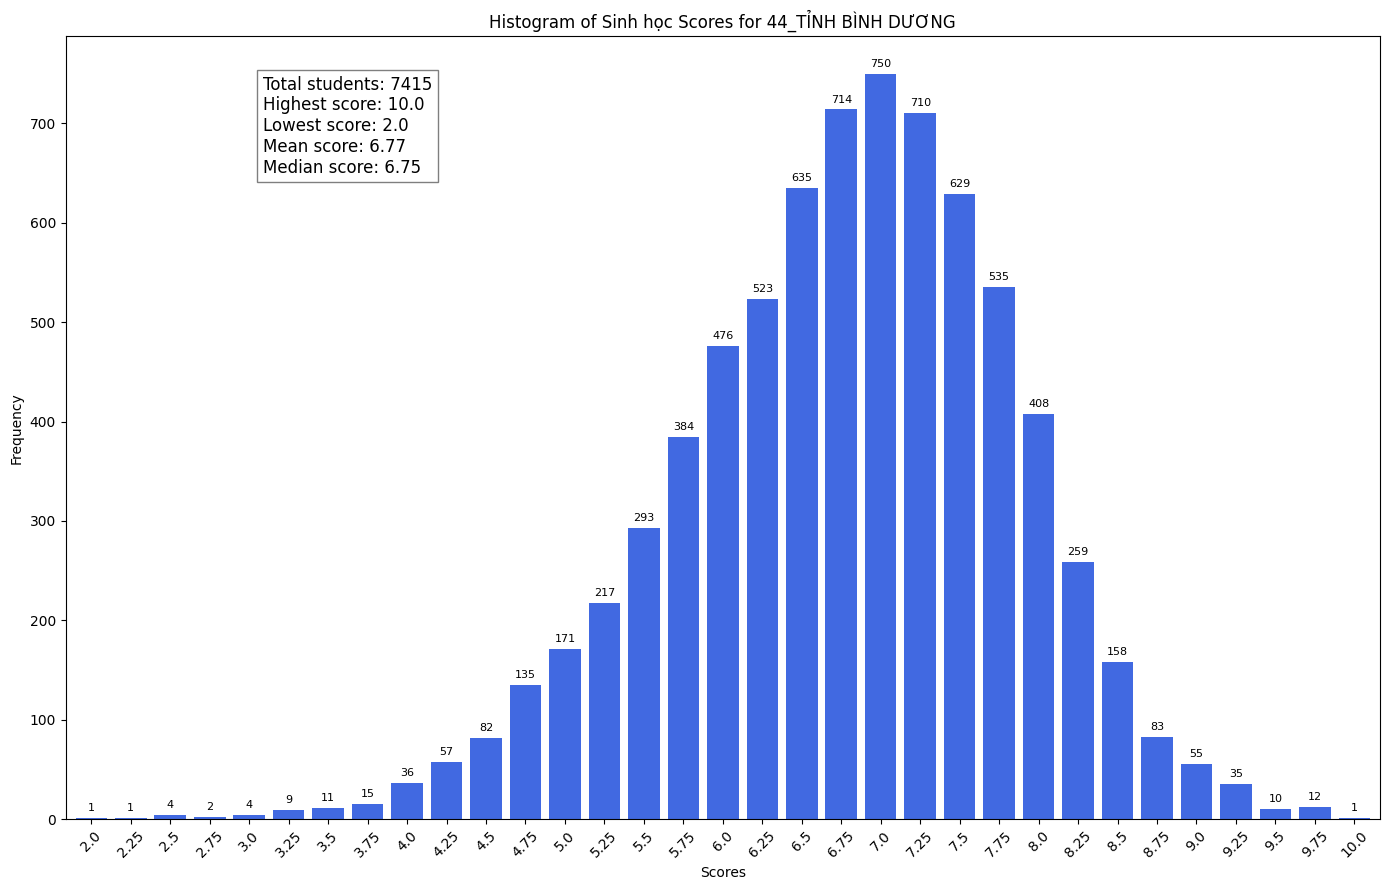 Histogram of Sinh học Scores for 44_TỈNH BÌNH DƯƠNG
Total students: 7415
Highest score: 10.0
Lowest score: 2.0
Mean score: 6.77
Median score: 6.75
Frequency
700
600
500
400
300
200
100
0
1 1 4 2 4 9 11 15 36 57 82 135 171 217 293 384 476 523 635 714 750 710 629 535 408 259 158 83 55 35 10 12 1
2.0 2.25 2.5 2.75 3.0 3.25 3.5 3.75 4.0 4.25 4.5 4.75 5.0 5.25 5.5 5.75 6.0 6.25 6.5 6.75 7.0 7.25 7.5 7.75 8.0 8.25 8.5 8.75 9.0 9.25 9.5 9.75 10.0
Scores